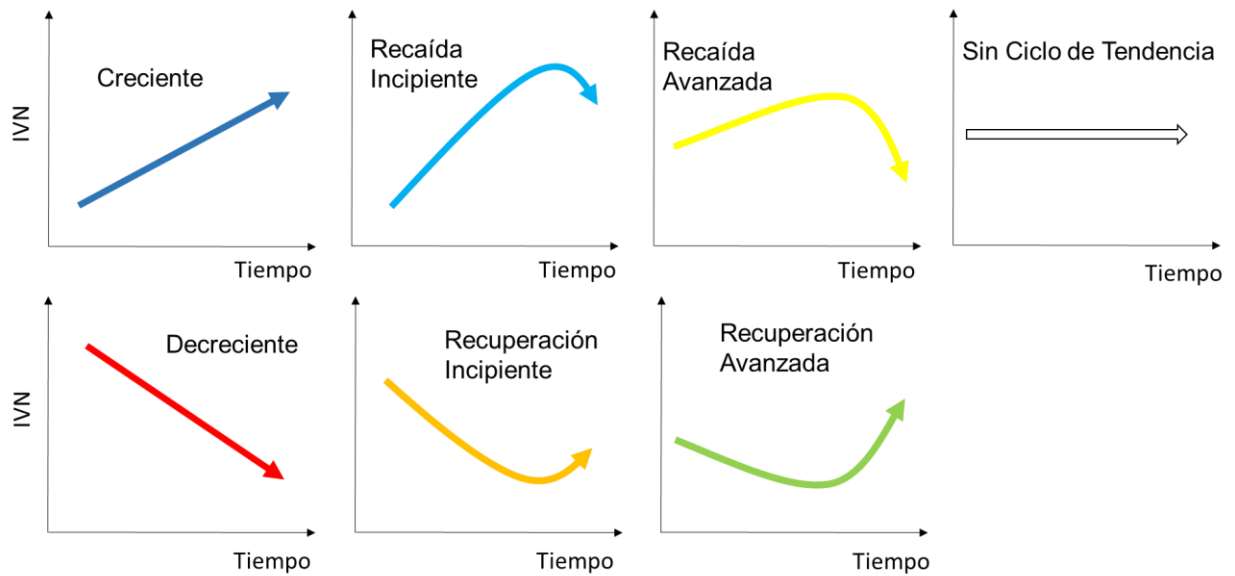 Creciente
IVN
Tiempo
Recaída
Incipiente
Tiempo
Recaída
Avanzada
Tiempo
Sin Ciclo de Tendencia
Tiempo
Decreciente
IVN
Tiempo
Recuperación
Incipiente
Tiempo
Recuperación
Avanzada
Tiempo